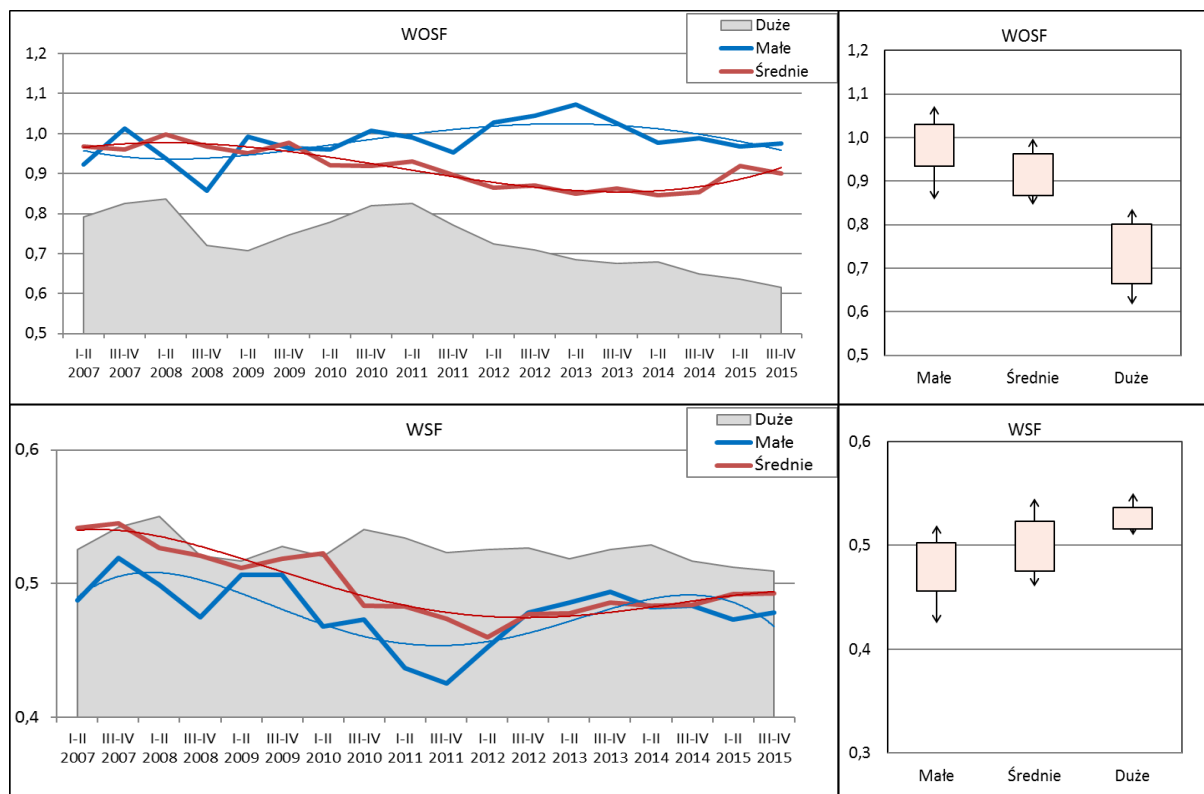 WOSF
Duże
Małe
Średnie
1,2
1,1
1,0
0,9
0,8
0,7
0,6
0,5
I-II III-IV I-II III-IV I-II III-IV I-II III-IV I-II III-IV I-II III-IV I-II III-IV I-II III-IV I-II III-IV
2007 2007 2008 2008 2009 2009 2010 2010 2011 2011 2012 2012 2013 2013 2014 2014 2015 2015
WOSF
1,2
1,1
1,0
0,9
0,8
0,7
0,6
0,5
Małe Średnie Duże
WSF
Duże
Małe
Średnie
0,6
0,5
0,4
I-II III-IV I-II III-IV I-II III-IV I-II III-IV I-II III-IV I-II III-IV I-II III-IV I-II III-IV I-II III-IV
2007 2007 2008 2008 2009 2009 2010 2010 2011 2011 2012 2012 2013 2013 2014 2014 2015 2015
WSF
0,6
0,5
0,4
0,3
Małe Średnie Duże